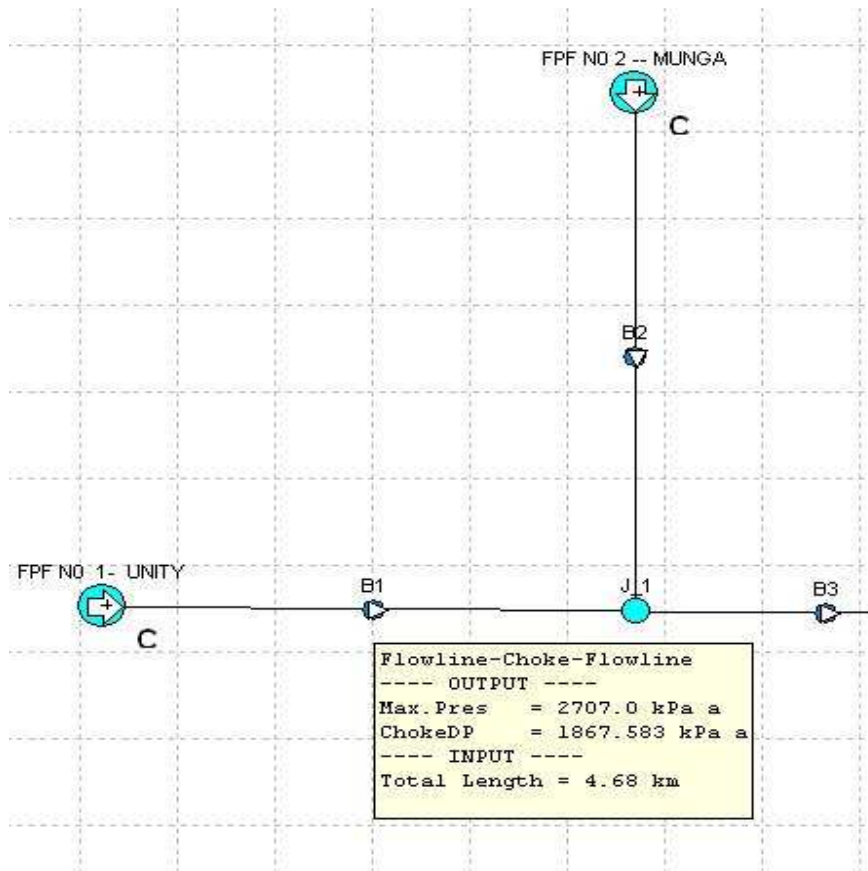 FPF N0 2 -- MUNGA
C
B2
FPF N0 1- UNITY
C
B1
J_1
B3
Flowline-Choke-Flowline
---- OUTPUT ----
Max.Pres = 2707.0 kPa a
ChokeDP = 1867.583 kPa a
---- INPUT ----
Total Length = 4.68 km